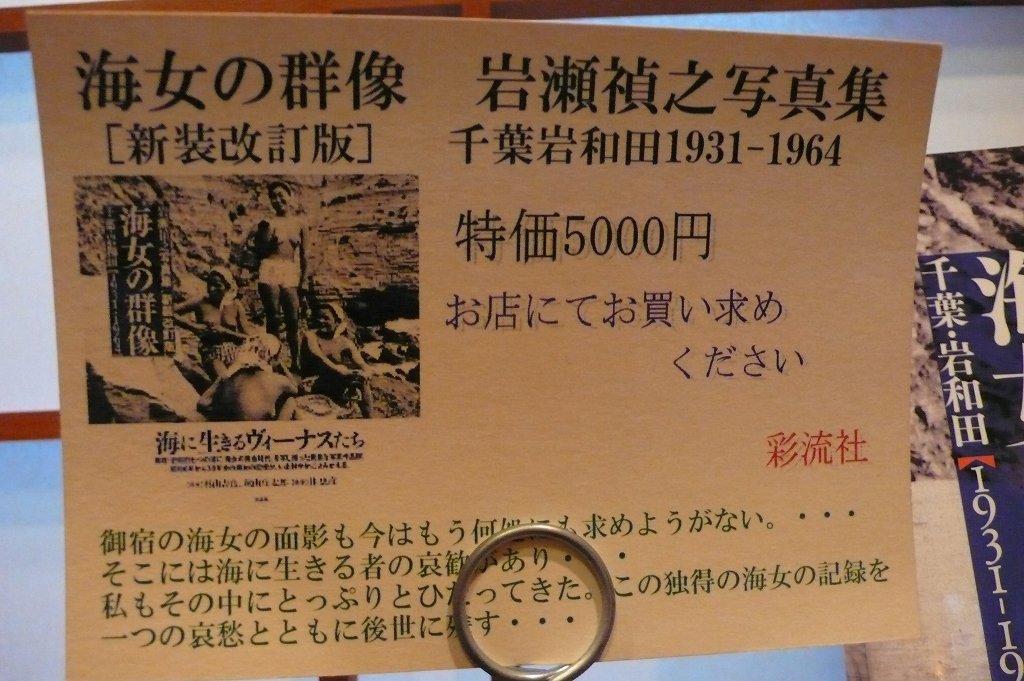 海女の群像
岩瀬禎之写真集
[新装改訂版]
千葉岩和田1931-1964
海女の群像
特価5000円
お店にてお買い求め
ください
海に生きるヴィーナスたち
彩流社
御宿の海女の面影も今はもう何処にも求めようがない。・・・
そこには海に生きる者の哀歓があり・・・
私もその中にとっぷりとひたってきた。この独得の海女の記録を
一つの哀愁とともに後世に残す・・・
千葉・岩和田【1931-19